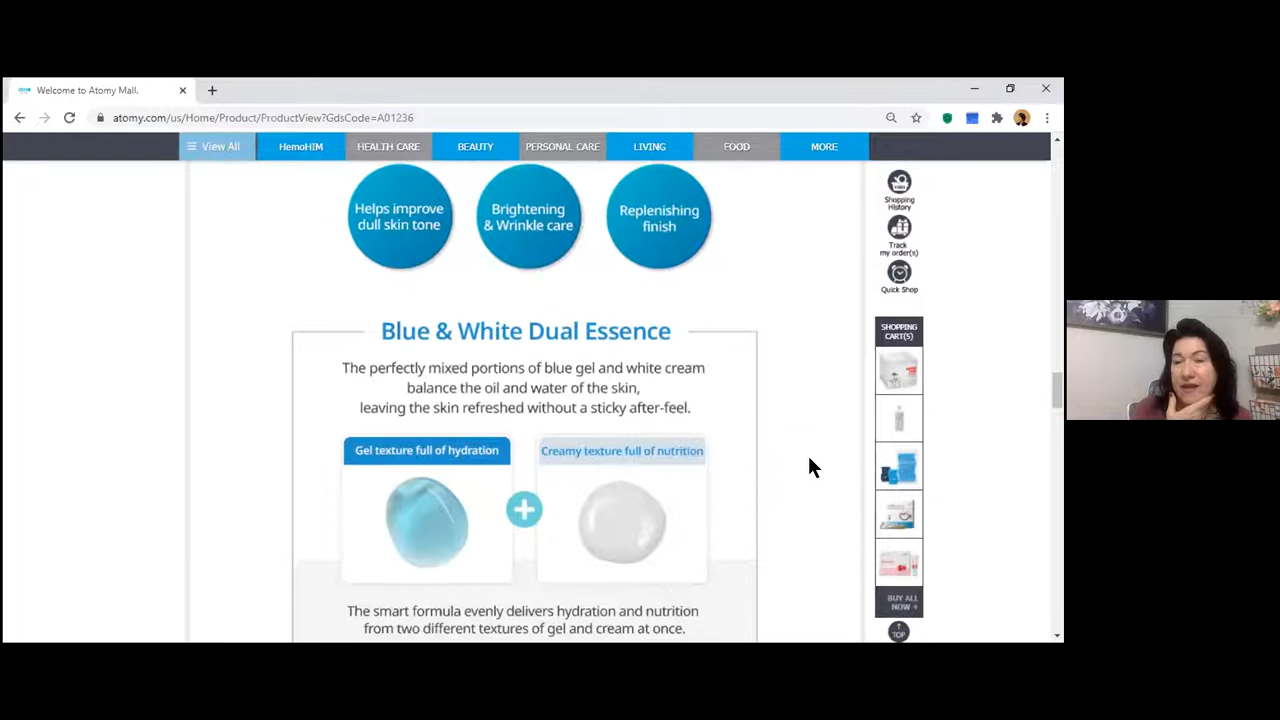 Welcome to Atomy Mall.
atomy.com/us/Home/Product/ProductView?GdsCode=A01236
View All
HemoHIM
HEALTH CARE
BEAUTY
PERSONAL CARE
LIVING
FOOD
MORE
Helps improve
dull skin tone
Brightening
& Wrinkle care
Replenishing
finish
Shopping
History
Track
my order(s)
Quick Shop
SHOPPING
CART(S)
BUY ALL
NOW +
TOP
Blue & White Dual Essence
The perfectly mixed portions of blue gel and white cream
balance the oil and water of the skin,
leaving the skin refreshed without a sticky after-feel.
Gel texture full of hydration
Creamy texture full of nutrition
The smart formula evenly delivers hydration and nutrition
from two different textures of gel and cream at once.